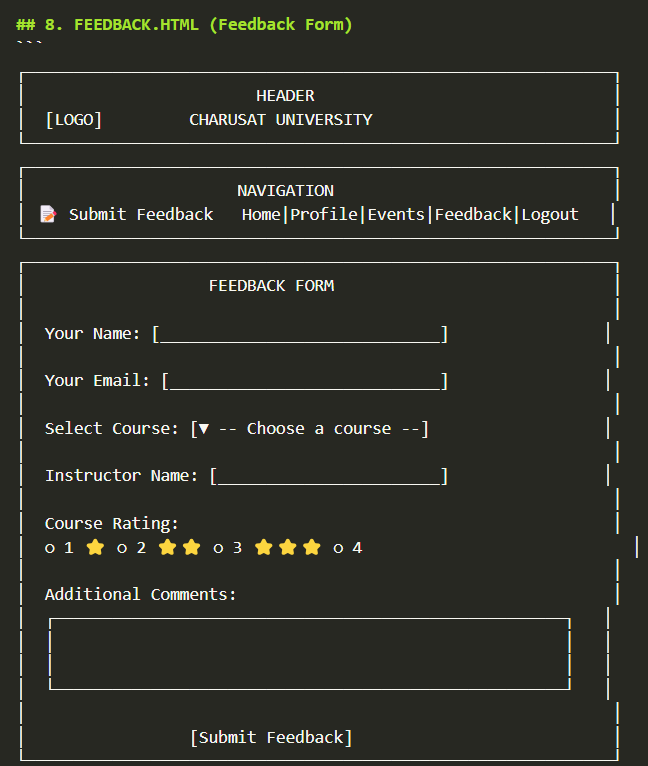 ## 8. FEEDBACK.HTML (Feedback Form)
```
HEADER
[LOGO] CHARUSAT UNIVERSITY
NAVIGATION
📝 Submit Feedback Home|Profile|Events|Feedback|Logout
FEEDBACK FORM
Your Name: [_____________________________]
Your Email: [____________________________]
Select Course: [▼ -- Choose a course --]
Instructor Name: [________________________]
Course Rating:
○ 1 ⭐ ○ 2 ⭐⭐ ○ 3 ⭐⭐⭐ ○ 4
Additional Comments:
[Submit Feedback]